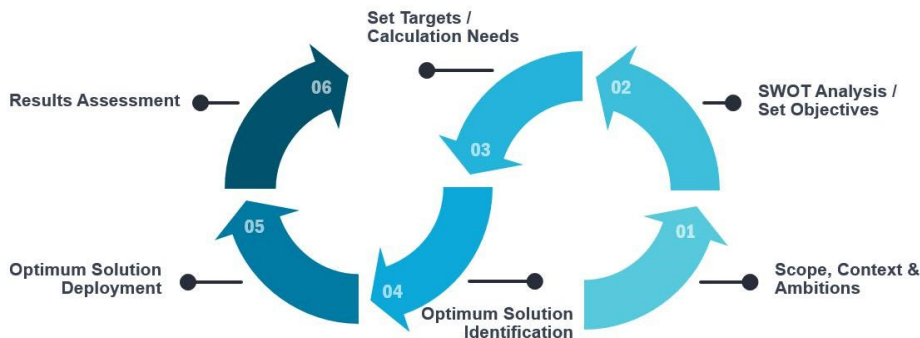 Set Targets /
Calculation Needs
06
02
Results Assessment
SWOT Analysis /
Set Objectives
03
05
01
Optimum Solution
Deployment
04
Optimum Solution
Identification
Scope, Context &
Ambitions